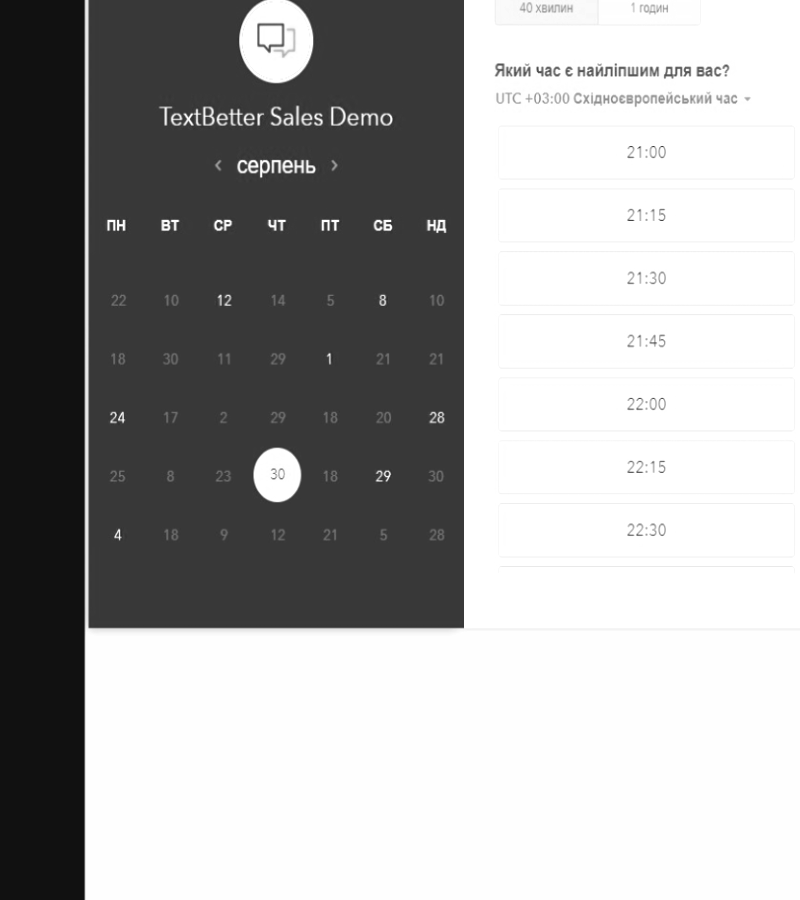 TextBetter Sales Demo
серпень
ПН ВТ СР ЧТ ПТ СБ НД
22 10 12 14 5 8 10
18 30 11 29 1 21 21
24 17 2 29 18 20 28
25 8 23 30 18 29 30
4 18 9 12 21 5 28
40 хвилин 1 годин
Який час є найліпшим для вас?
UTC +03:00 Східноєвропейський час
21:00
21:15
21:30
21:45
22:00
22:15
22:30